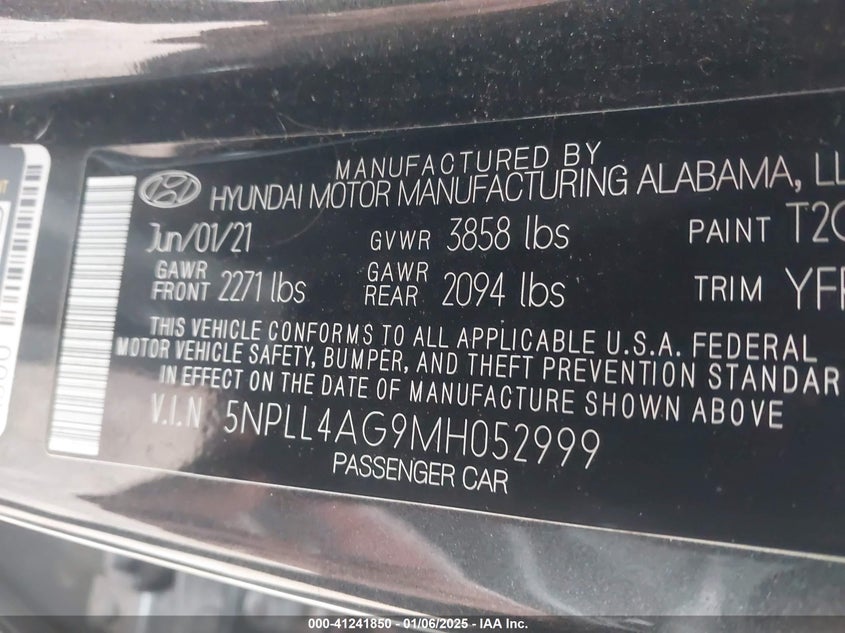 MANUFACTURED BY
HYUNDAI MOTOR MANUFACTURING ALABAMA, LL
Jun/01/21 GVWR 3858 lbs PAINT
GAWR FRONT 2271 lbs GAWR REAR 2094 lbs TRIM
THIS VEHICLE CONFORMS TO ALL APPLICABLE U.S.A. FEDERAL
MOTOR VEHICLE SAFETY, BUMPER, AND THEFT PREVENTION STANDAR
IN EFFECT ON THE DATE OF MANUFACTURE SHOWN ABOVE
V.I.N 5NPLL4AG9MH052999
PASSENGER CAR
000-41241850 - 01/06/2025 - IAA Inc.